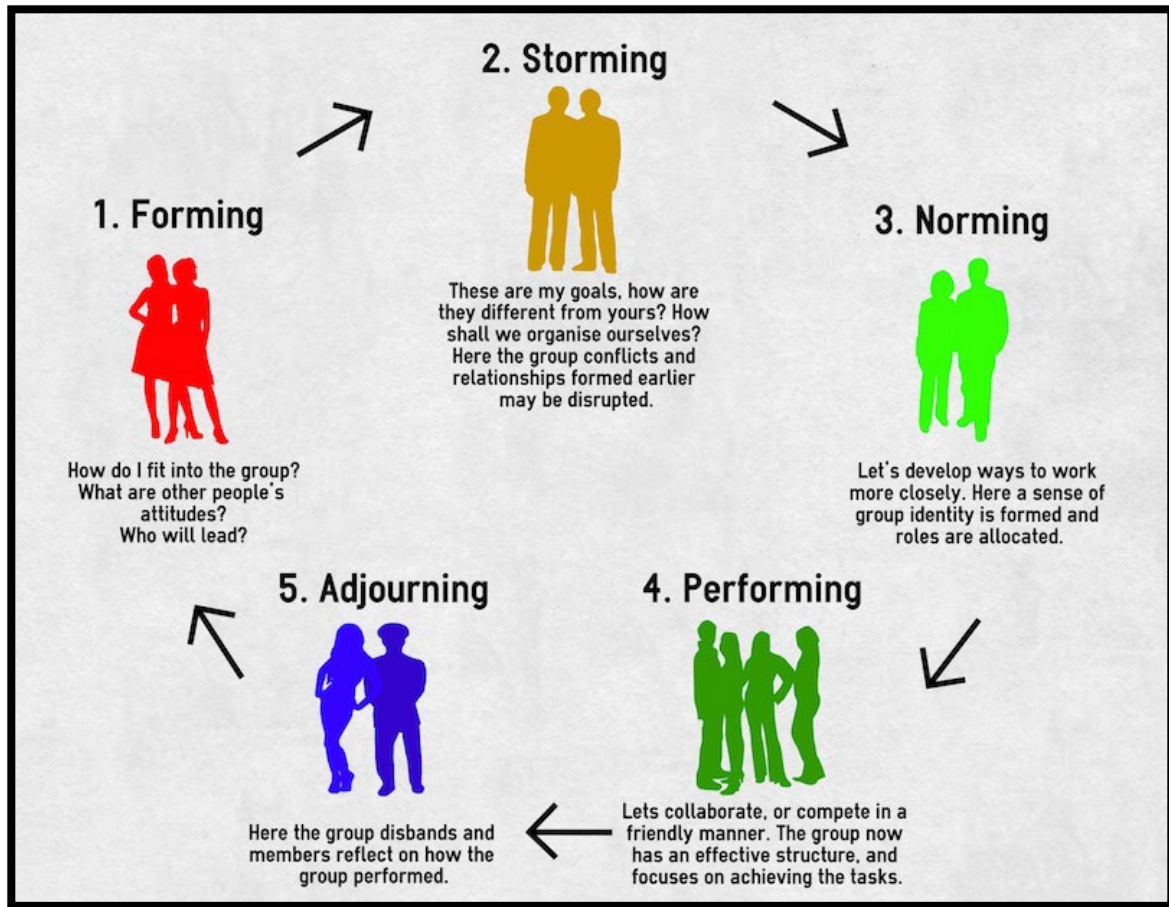 1. Forming
How do I fit into the group?
What are other people's
attitudes?
Who will lead?
2. Storming
These are my goals, how are
they different from yours? How
shall we organise ourselves?
Here the group conflicts and
relationships formed earlier
may be disrupted.
3. Norming
Let's develop ways to work
more closely. Here a sense of
group identity is formed and
roles are allocated.
4. Performing
Lets collaborate, or compete in a
friendly manner. The group now
has an effective structure, and
focuses on achieving the tasks.
5. Adjourning
Here the group disbands and
members reflect on how the
group performed.